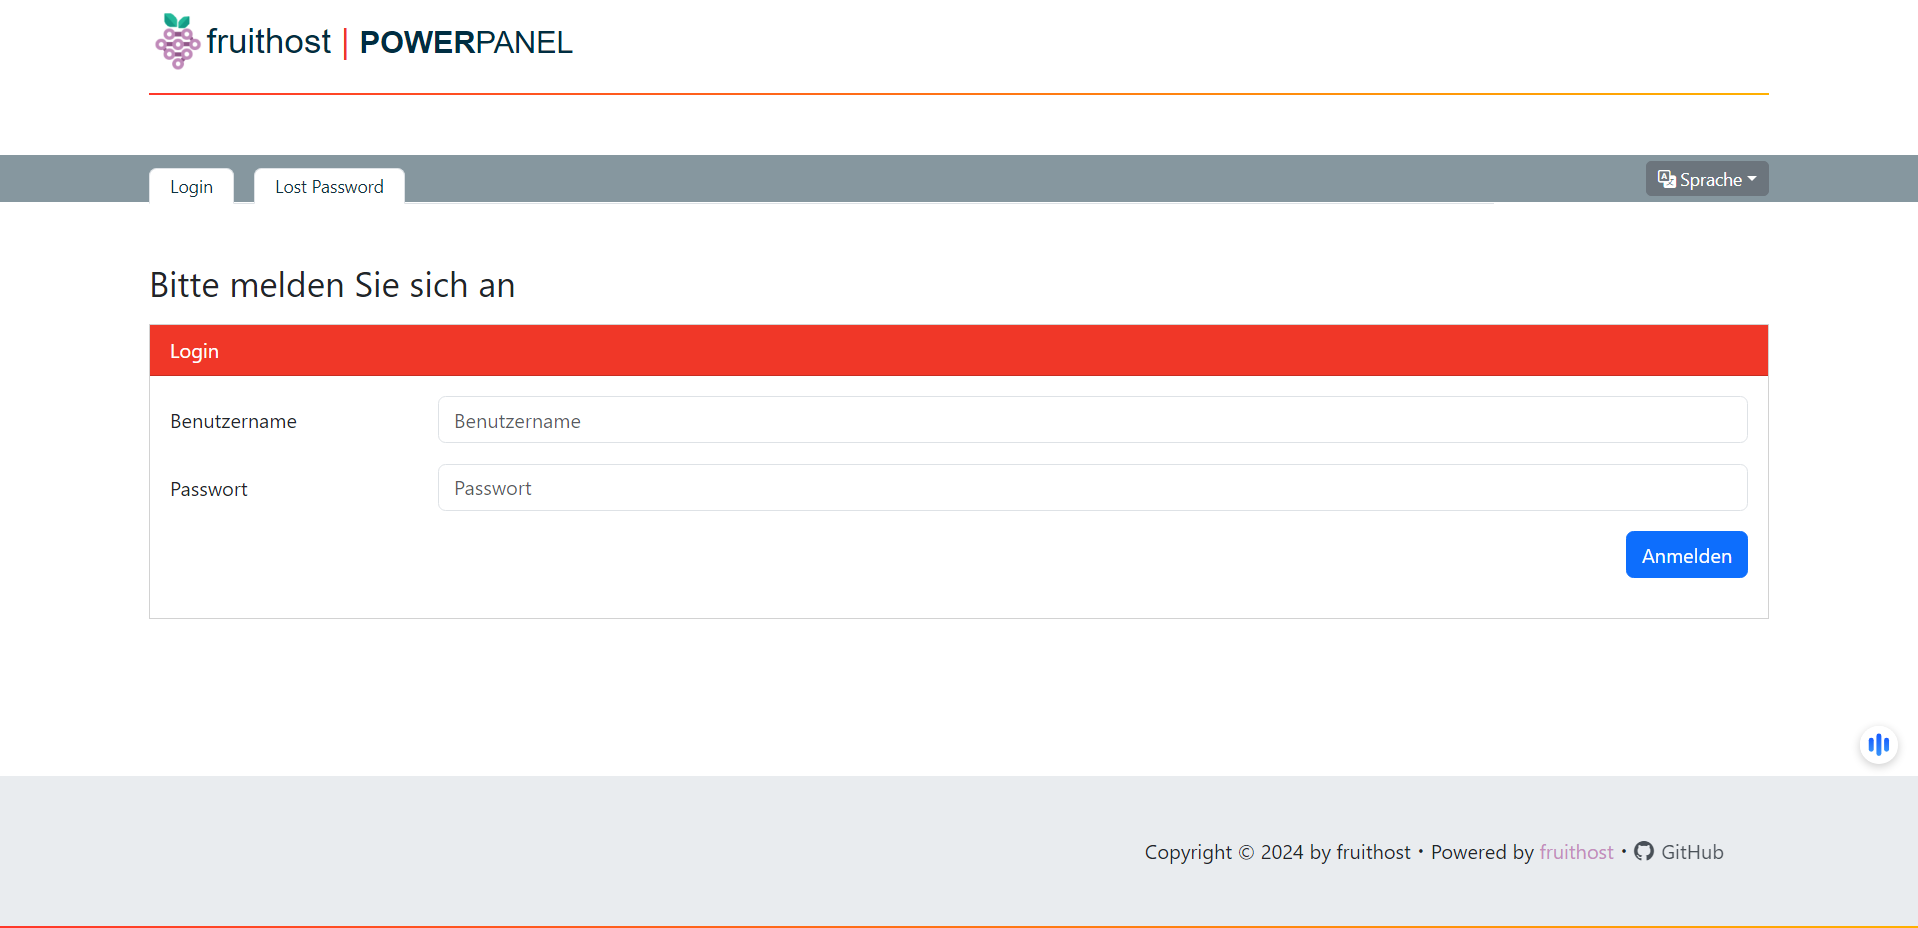 fruithost | POWERPANEL
Login
Lost Password
Sprache
Bitte melden Sie sich an
Login
Benutzername
Benutzername
Passwort
Passwort
Anmelden
Copyright © 2024 by fruithost • Powered by fruithost • GitHub